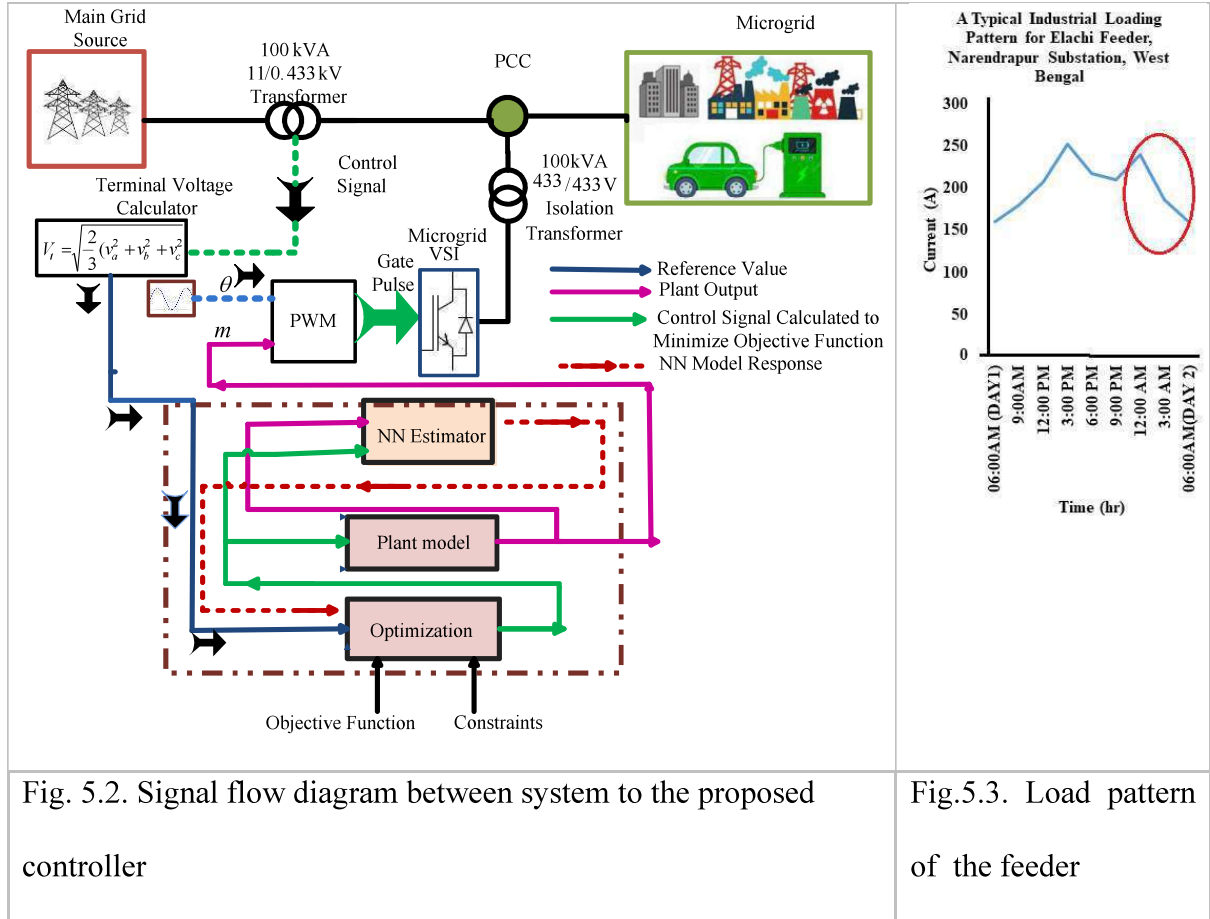 Main Grid
Source
100 kVA
11/0.433 kV
Transformer
PCC
Microgrid
Control
Signal
100kVA
433/433 V
Isolation
Transformer
Terminal Voltage
Calculator
V_t = √(2/3 (v_a^2 + v_b^2 + v_c^2
θ
m
PWM
Gate
Pulse
Microgrid
VSI
Reference Value
Plant Output
Control Signal Calculated to
Minimize Objective Function
NN Model Response
NN Estimator
Plant model
Optimization
Objective Function
Constraints
A Typical Industrial Loading
Pattern for Elachi Feeder,
Narendrapur Substation, West
Bengal
Current (A)
300
250
200
150
100
50
0
06:00AM (DAY1)
9:00AM
12:00 PM
3:00 PM
6:00 PM
9:00 PM
12:00 AM
3:00 AM
06:00AM(DAY 2)
Time (hr)
Fig. 5.2. Signal flow diagram between system to the proposed
controller
Fig.5.3. Load pattern
of the feeder